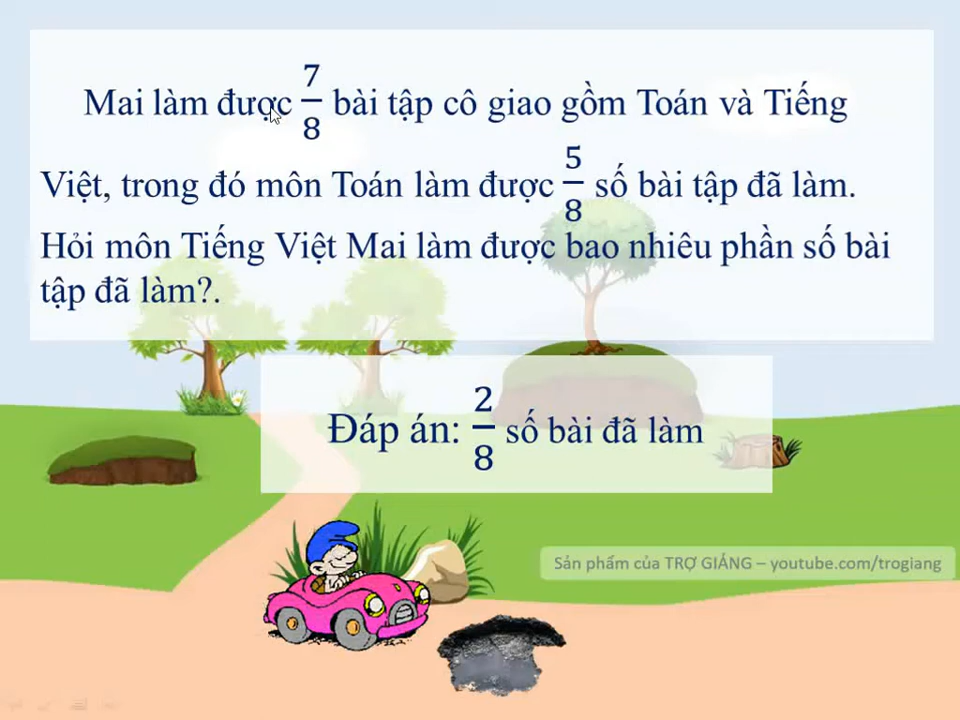 Mai làm được 7/8 bài tập cô giao gồm Toán và Tiếng
Việt, trong đó môn Toán làm được 5/8 số bài tập đã làm.
Hỏi môn Tiếng Việt Mai làm được bao nhiêu phần số bài
tập đã làm?.
Đáp án: 2/8 số bài đã làm
Sản phẩm của TRỢ GIẢNG – youtube.com/trogiang